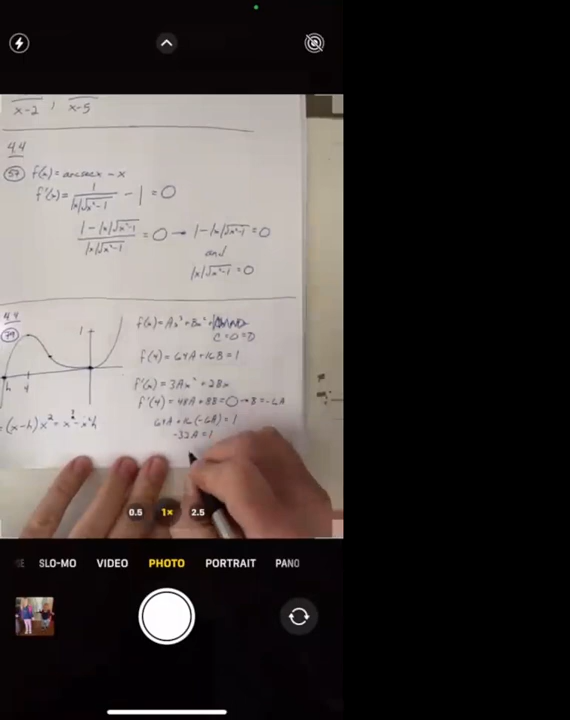 x-2 , x-5
4.4
57 f(x) = arcsecx - x
f'(x) = 1/|x|√x²-1 - 1 = 0
1 - |x|√x²-1 / |x|√x²-1 = 0 → 1 - |x|√x²-1 = 0
and
|x|√x²-1 = 0
4.4
79
1
h 4
= (x-h)x² = x³ - x²h
f(x) = Ax³ + Bx² +
C = 0 = D
f(4) = 64A + 16B = 1
f'(x) = 3Ax² + 2Bx
f'(4) = 48A + 8B = 0 → B = -6A
64A + 16(-6A) = 1
-32A = 1
0.5 1× 2.5
SLO-MO VIDEO PHOTO PORTRAIT PANO